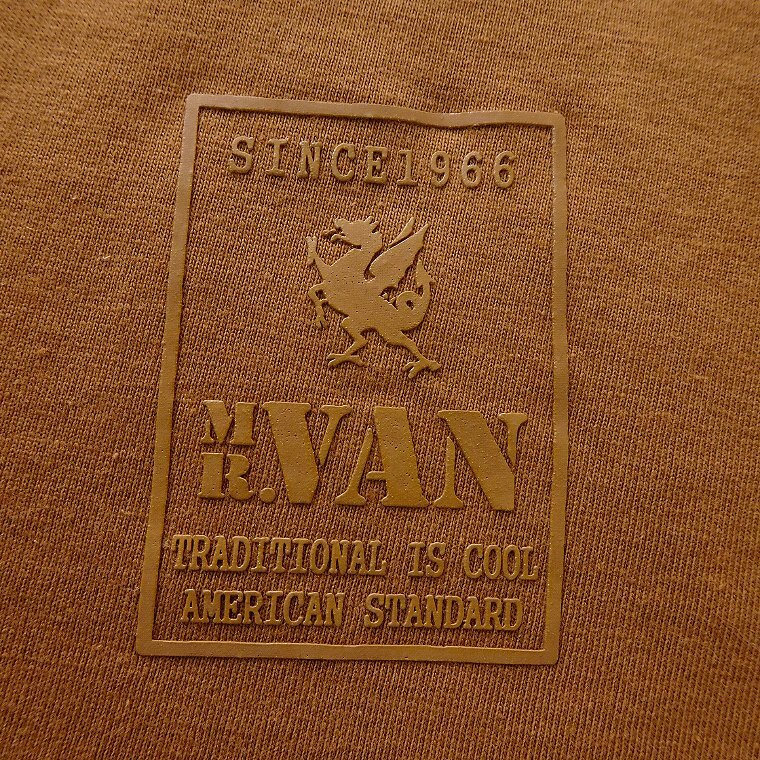 SINCE1966
MR.VAN
TRADITIONAL IS COOL
AMERICAN STANDARD